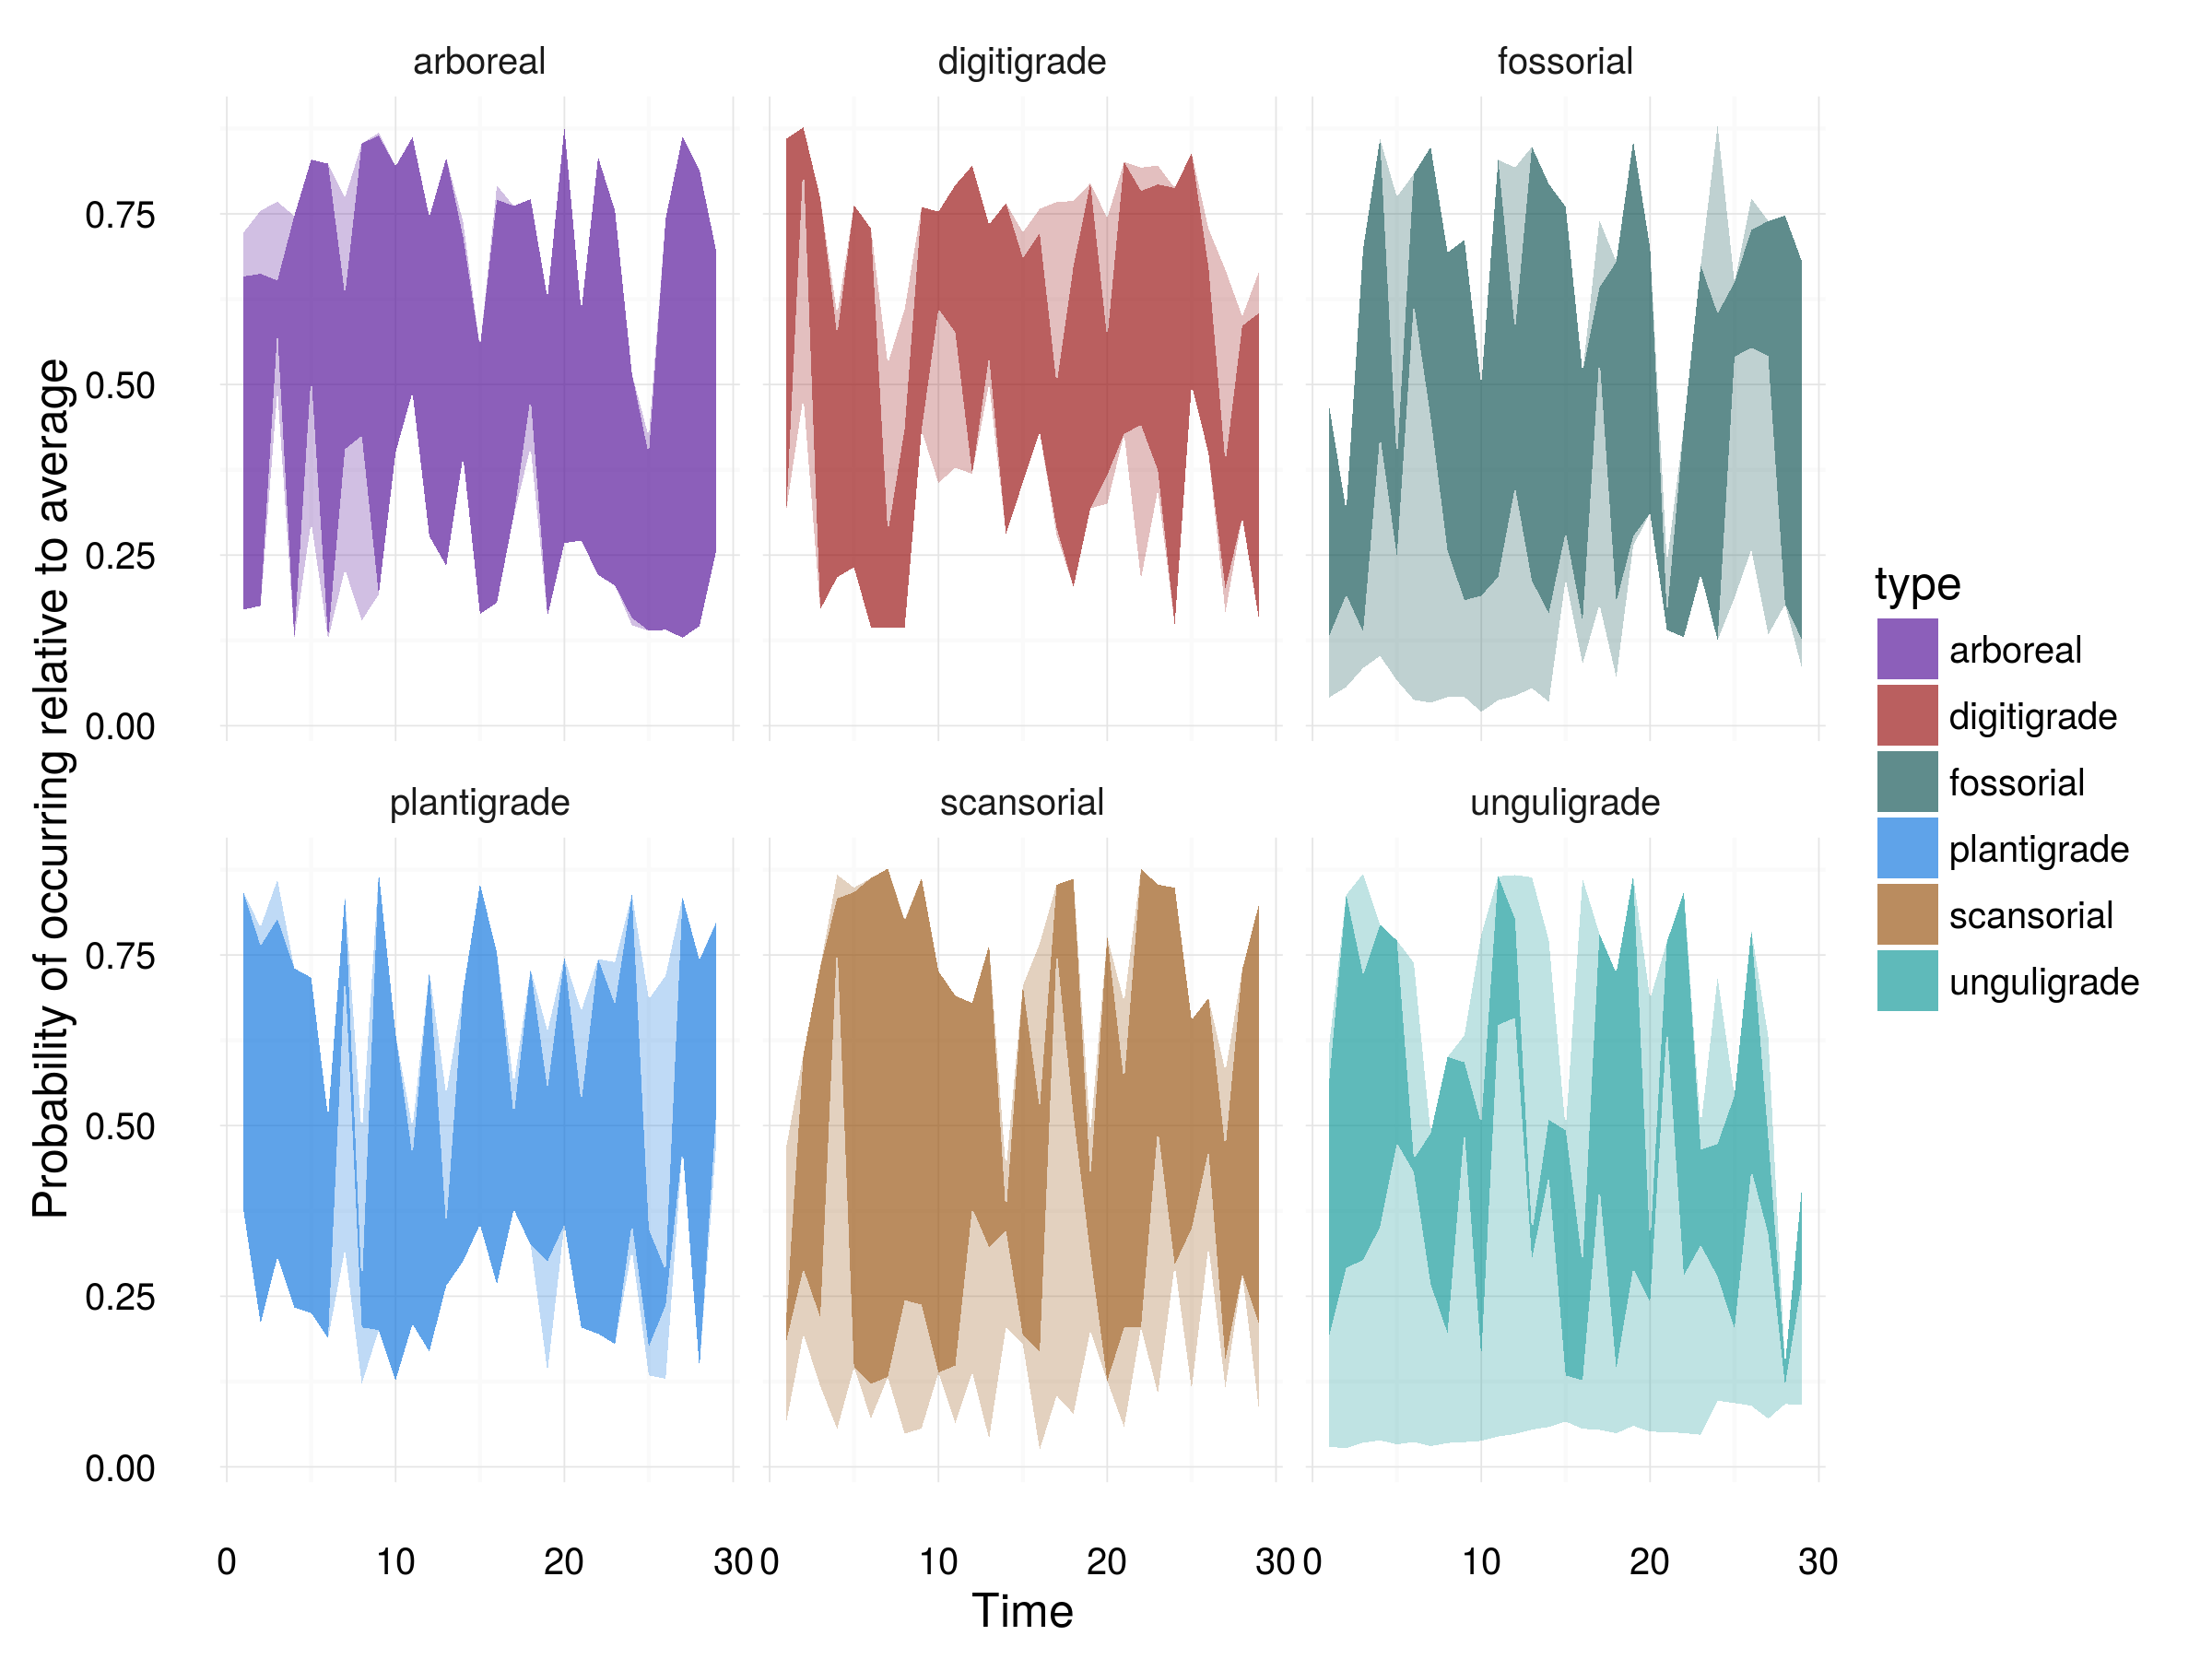 arboreal
digitigrade
fossorial
0.75
0.50
0.25
0.00
plantigrade
scansorial
unguligrade
0.75
0.50
0.25
0.00
0 10 20 30
0 10 20 30
0 10 20 30
Time
Probability of occurring relative to average
type
arboreal
digitigrade
fossorial
plantigrade
scansorial
unguligrade